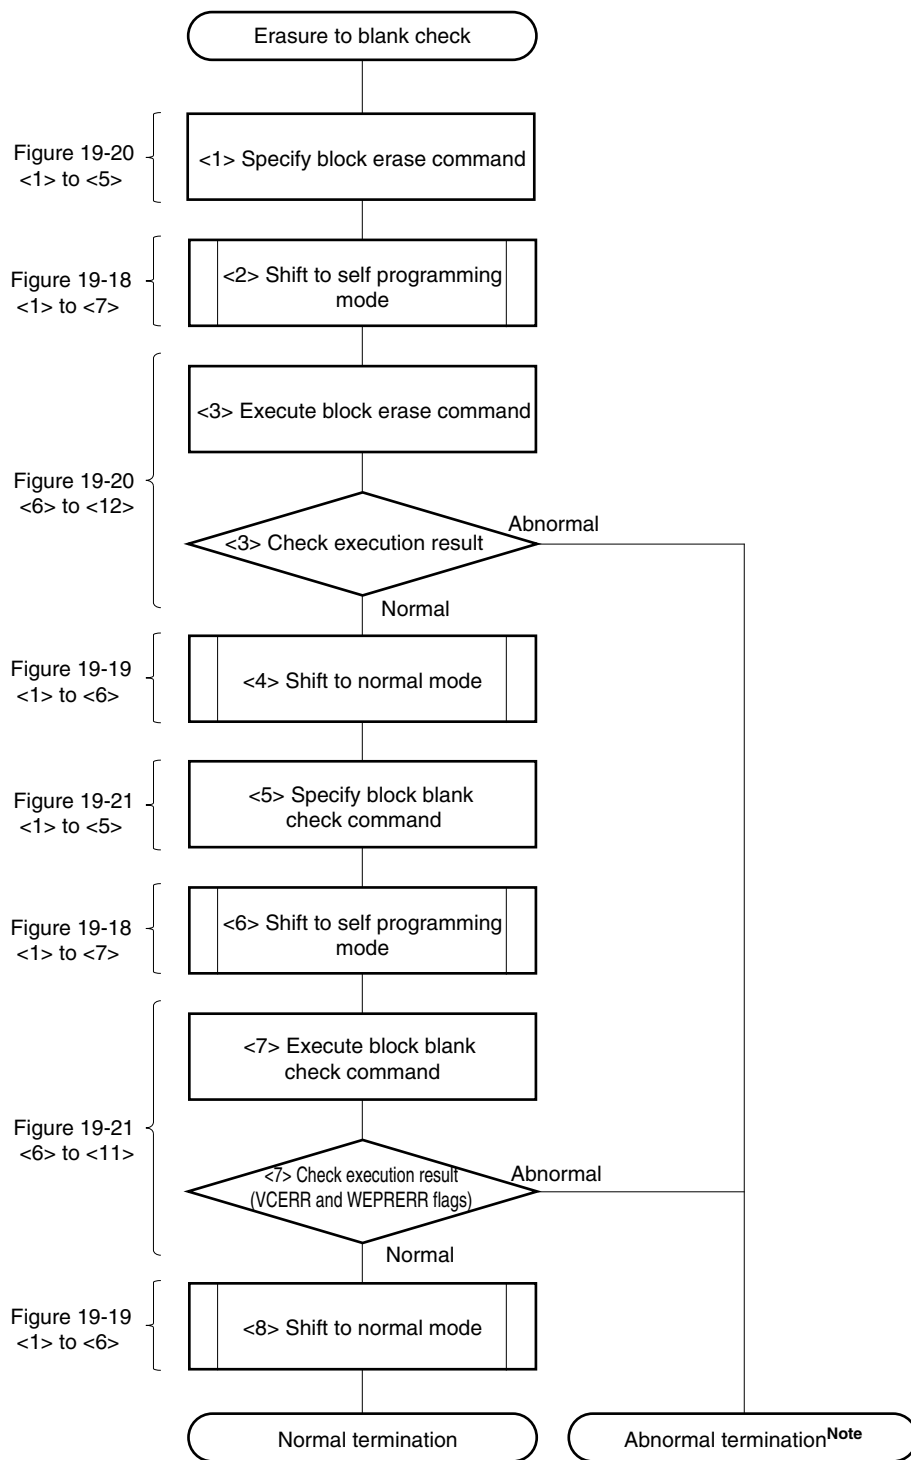 Erasure to blank check
Figure 19-20
<1> to <5>
<1> Specify block erase command
Figure 19-18
<1> to <7>
<2> Shift to self programming
mode
<3> Execute block erase command
Figure 19-20
<6> to <12>
Abnormal
<3> Check execution result
Normal
Figure 19-19
<1> to <6>
<4> Shift to normal mode
Figure 19-21
<1> to <5>
<5> Specify block blank
check command
Figure 19-18
<1> to <7>
<6> Shift to self programming
mode
<7> Execute block blank
check command
Figure 19-21
<6> to <11>
<7> Check execution result
(VCERR and WEPRERR flags)
Abnormal
Normal
Figure 19-19
<1> to <6>
<8> Shift to normal mode
Normal termination
Abnormal termination Note